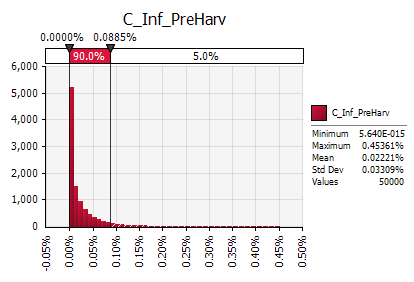 C_Inf_PreHarv
0.0000% 0.0885%
90.0% 5.0%
6,000
5,000
4,000
3,000
2,000
1,000
0
-0.05% 0.00% 0.05% 0.10% 0.15% 0.20% 0.25% 0.30% 0.35% 0.40% 0.45% 0.50%
C_Inf_PreHarv
Minimum 5.640E-015
Maximum 0.45361%
Mean 0.02221%
Std Dev 0.03309%
Values 50000